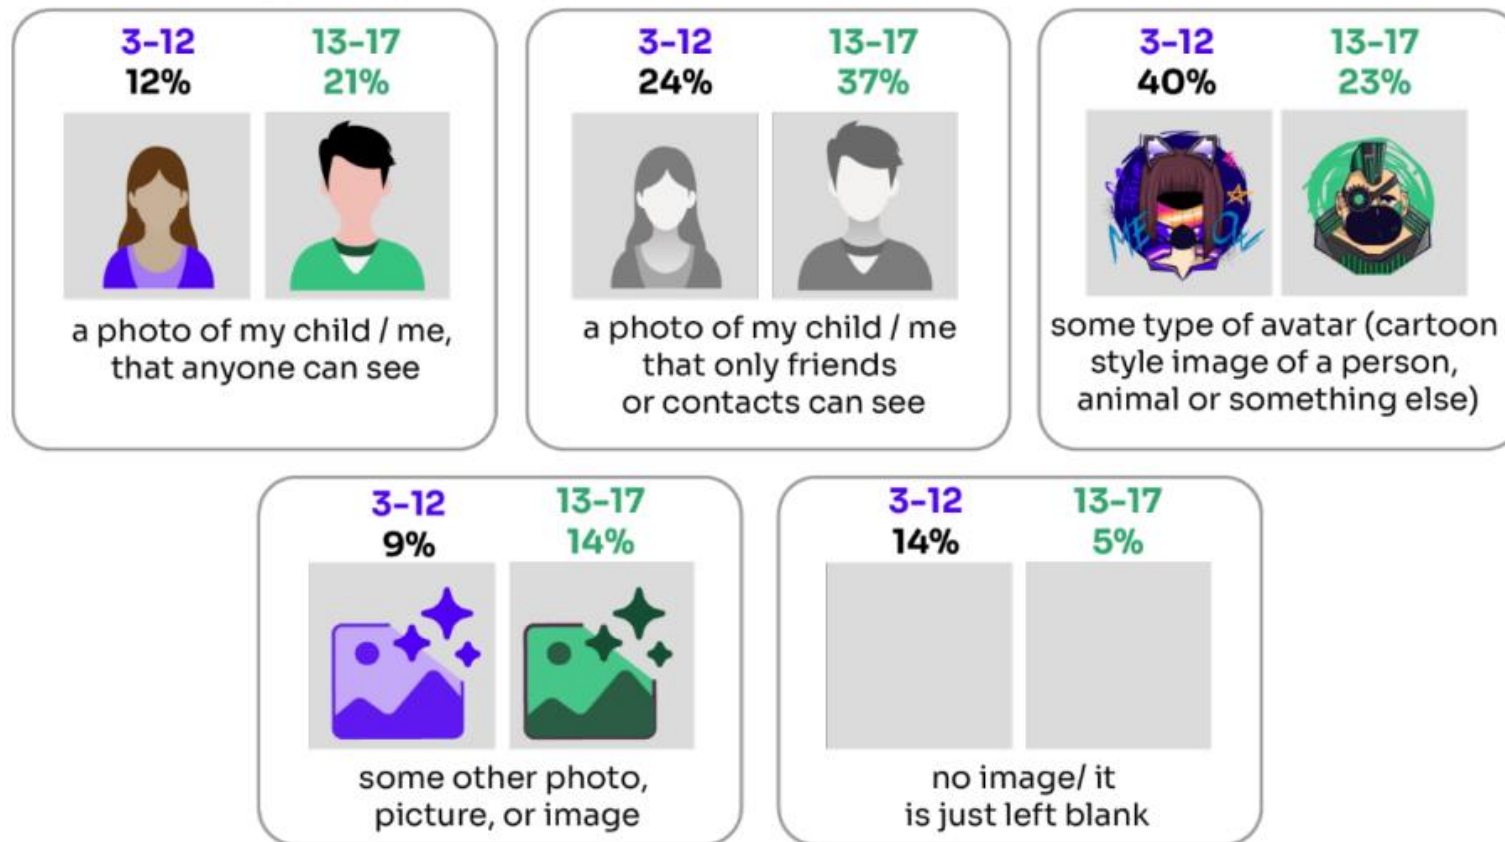 3–12 13–17
12% 21%
a photo of my child / me,
that anyone can see
3–12 13–17
24% 37%
a photo of my child / me
that only friends
or contacts can see
3–12 13–17
40% 23%
ME
some type of avatar (cartoon
style image of a person,
animal or something else)
3–12 13–17
9% 14%
some other photo,
picture, or image
3–12 13–17
14% 5%
no image/ it
is just left blank